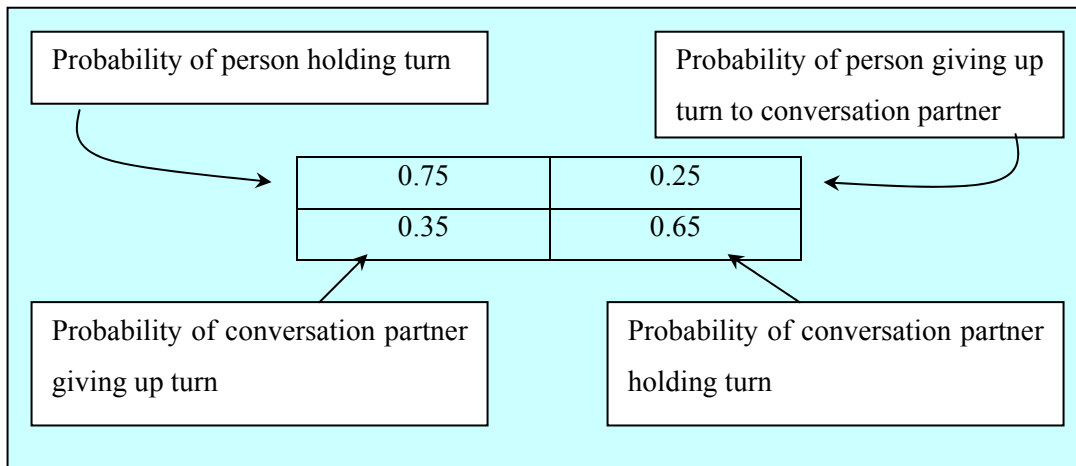 Probability of person holding turn
Probability of person giving up
turn to conversation partner
0.75 0.25
0.35 0.65
Probability of conversation partner
giving up turn
Probability of conversation partner
holding turn